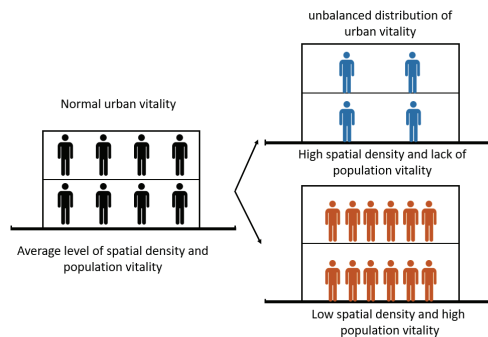 Normal urban vitality
Average level of spatial density and
population vitality
unbalanced distribution of
urban vitality
High spatial density and lack of
population vitality
Low spatial density and high
population vitality